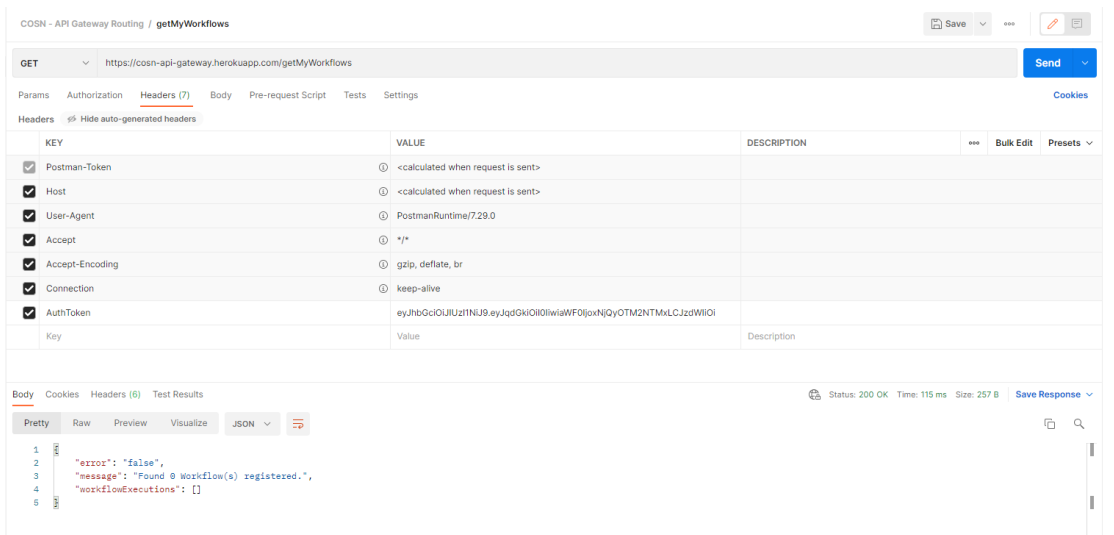 COSN - API Gateway Routing / getMyWorkflows Save
GET https://cosn-api-gateway.herokuapp.com/getMyWorkflows Send
Params Authorization Headers (7) Body Pre-request Script Tests Settings Cookies
Headers Hide auto-generated headers
KEY VALUE DESCRIPTION Bulk Edit Presets
Postman-Token <calculated when request is sent>
Host <calculated when request is sent>
User-Agent PostmanRuntime/7.29.0
Accept */*
Accept-Encoding gzip, deflate, br
Connection keep-alive
AuthToken
Key Value Description
Body Cookies Headers (6) Test Results Status: 200 OK Time: 115 ms Size: 257 B Save Response
Pretty Raw Preview Visualize JSON
1 {
2 "error": "false",
3 "message": "Found 0 Workflow(s) registered.",
4 "workflowExecutions": []
5 }